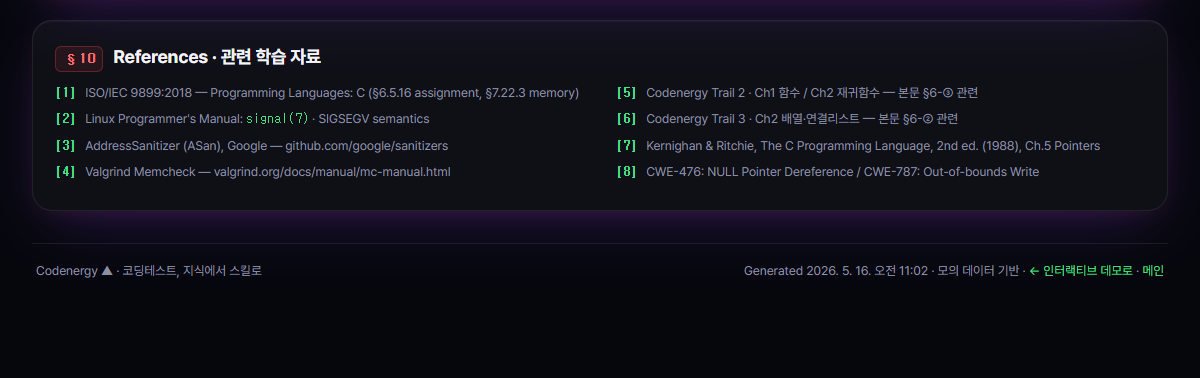 § 10 References · 관련 학습 자료
[1] ISO/IEC 9899:2018 — Programming Languages: C (§6.5.16 assignment, §7.22.3 memory)
[2] Linux Programmer's Manual: signal(7) · SIGSEGV semantics
[3] AddressSanitizer (ASan), Google — github.com/google/sanitizers
[4] Valgrind Memcheck — valgrind.org/docs/manual/mc-manual.html
[5] Codenergy Trail 2 · Ch1 함수 / Ch2 재귀함수 — 본문 §6-③ 관련
[6] Codenergy Trail 3 · Ch2 배열·연결리스트 — 본문 §6-② 관련
[7] Kernighan & Ritchie, The C Programming Language, 2nd ed. (1988), Ch.5 Pointers
[8] CWE-476: NULL Pointer Dereference / CWE-787: Out-of-bounds Write
Codenergy ▲ · 코딩테스트, 지식에서 스킬로
Generated 2026. 5. 16. 오전 11:02 · 모의 데이터 기반 · ← 인터랙티브 데모로 · 메인